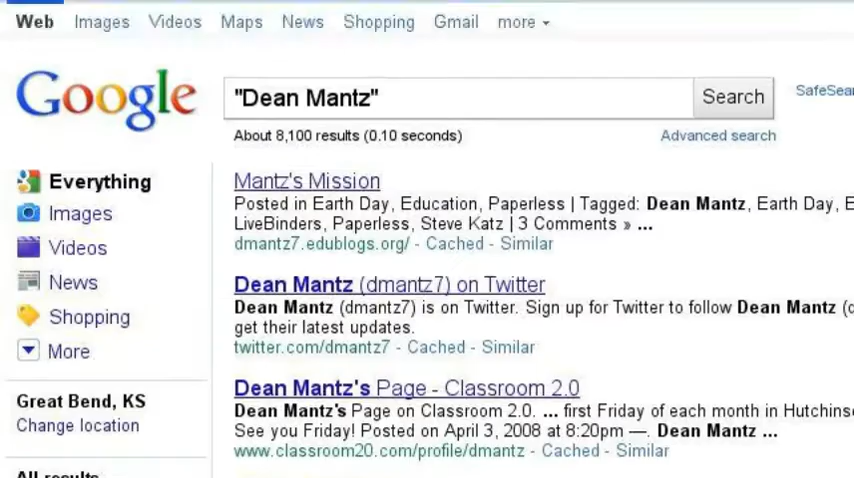 Web Images Videos Maps News Shopping Gmail more
Google
"Dean Mantz" Search
SafeSear
About 8,100 results (0.10 seconds) Advanced search
Everything
Images
Videos
News
Shopping
More
Great Bend, KS
Change location
All results
Mantz's Mission
Posted in Earth Day, Education, Paperless | Tagged: Dean Mantz, Earth Day, E
LiveBinders, Paperless, Steve Katz | 3 Comments » ...
dmantz7.edublogs.org/ - Cached - Similar
Dean Mantz (dmantz7) on Twitter
Dean Mantz (dmantz7) is on Twitter. Sign up for Twitter to follow Dean Mantz (d
get their latest updates.
twitter.com/dmantz7 - Cached - Similar
Dean Mantz's Page - Classroom 2.0
Dean Mantz's Page on Classroom 2.0. ... first Friday of each month in Hutchins
See you Friday! Posted on April 3, 2008 at 8:20pm —. Dean Mantz ...
www.classroom20.com/profile/dmantz - Cached - Similar